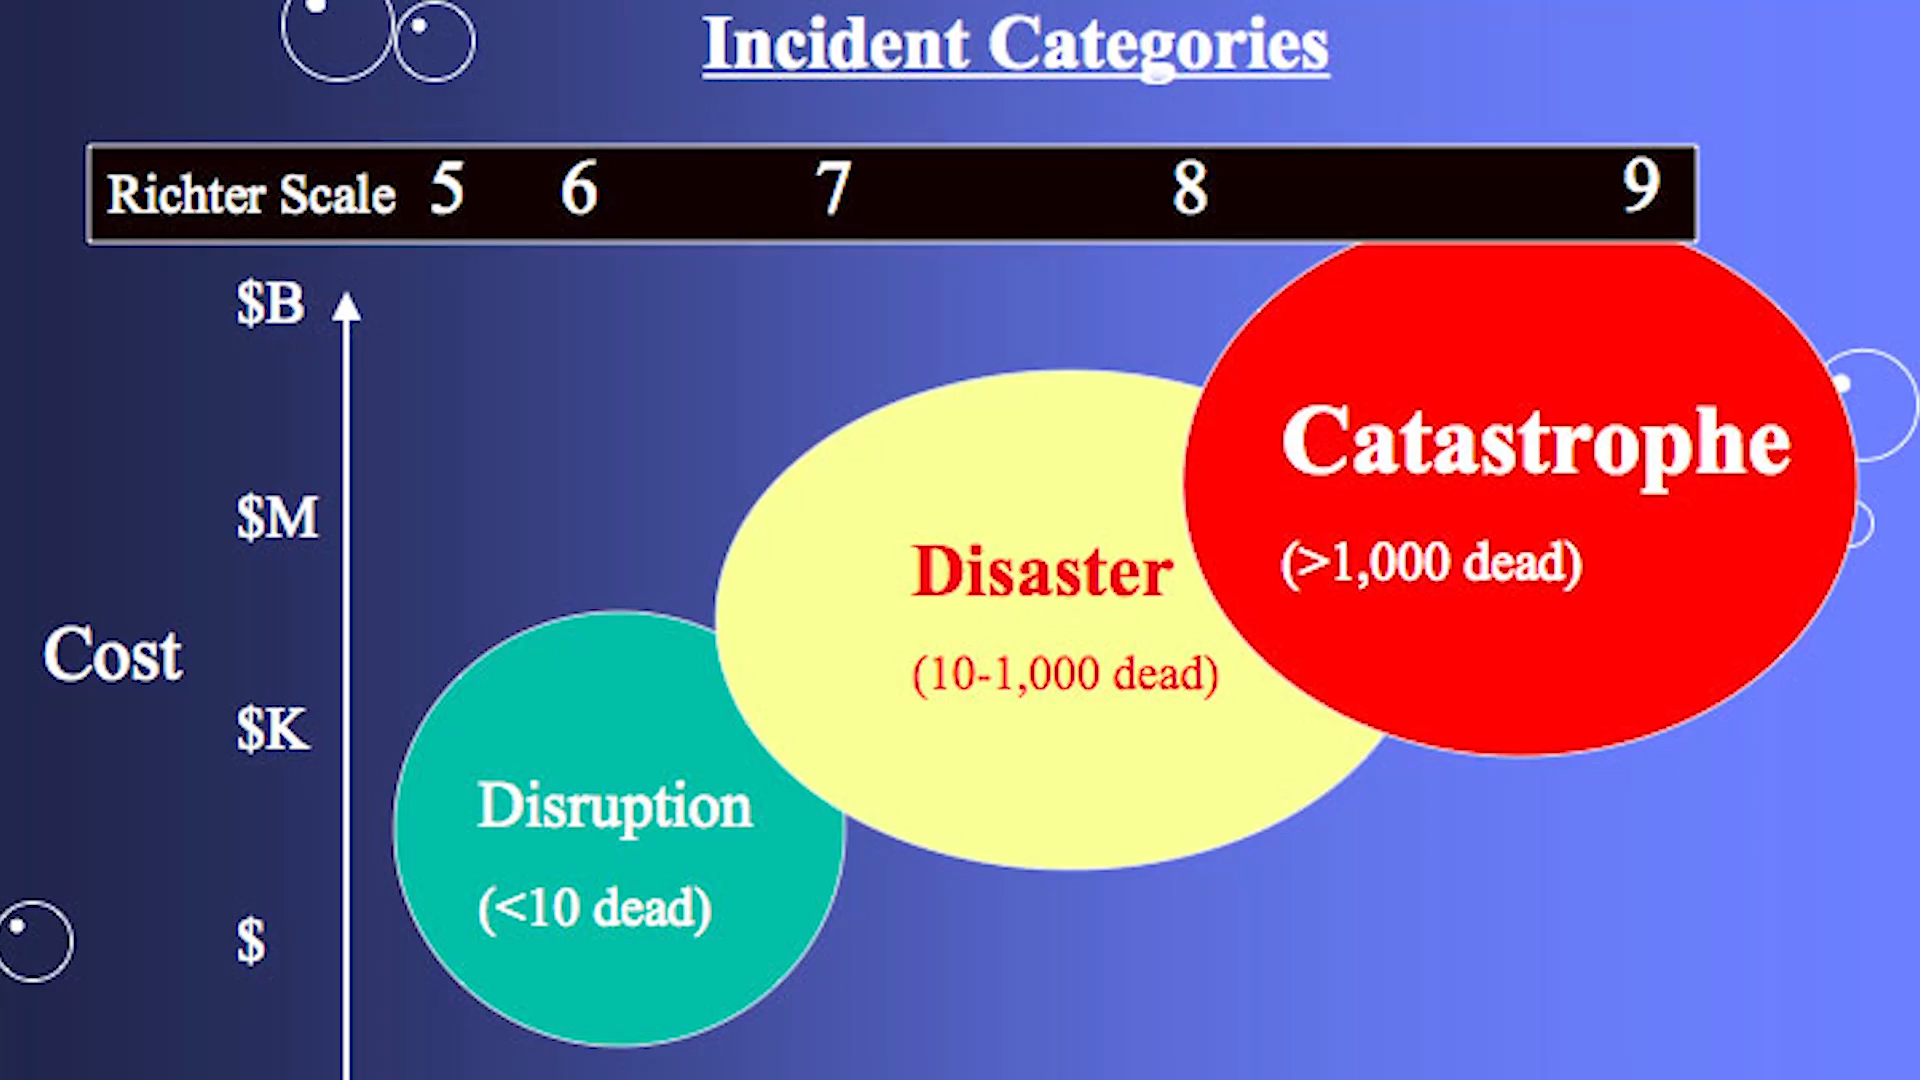 Incident Categories
Richter Scale 5 6 7 8 9
$B
$M
Cost
$K
$
Catastrophe
(>1,000 dead)
Disaster
(10-1,000 dead)
Disruption
(<10 dead)